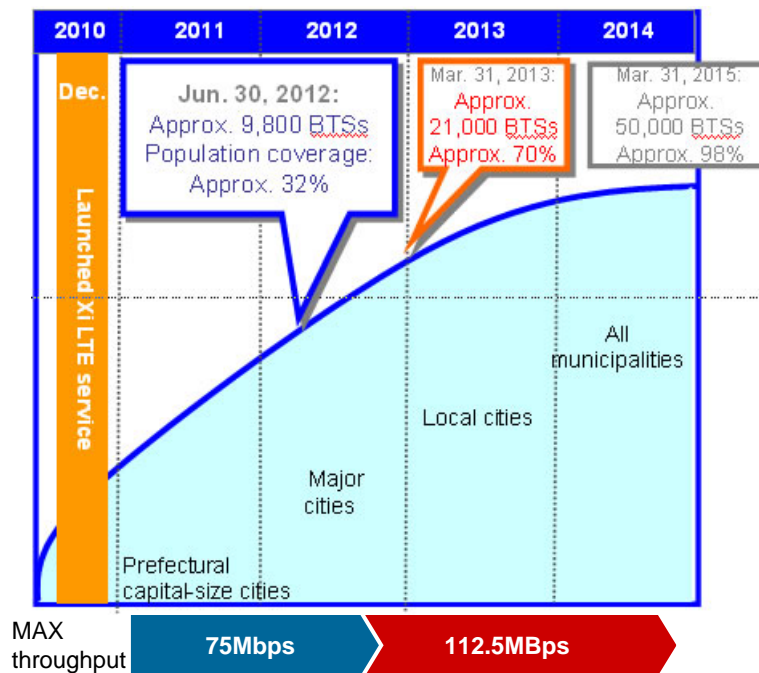 2010 2011 2012 2013 2014
Dec.
Launched Xi LTE service
Jun. 30, 2012:
Approx. 9,800 BTSs
Population coverage:
Approx. 32%
Mar. 31, 2013:
Approx.
21,000 BTSs
Approx. 70%
Mar. 31, 2015:
Approx.
50,000 BTSs
Approx. 98%
All
municipalities
Local cities
Major
cities
Prefectural
capital-size cities
MAX
throughput
75Mbps
112.5MBps